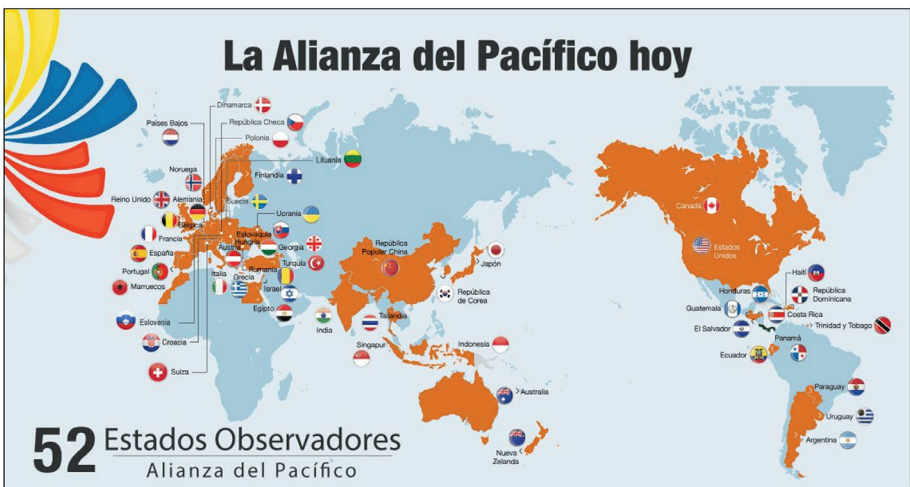 La Alianza del Pacífico hoy
Dinamarca
República Checa
Países Bajos
Polonia
Lituania
Noruega
Finlandia
Reino Unido
Alemania
Suecia
Bélgica
Ucrania
Francia
Eslovaquia
Hungría
Georgia
España
Austria
Turquía
Portugal
Italia
Rumania
Grecia
Marruecos
Israel
Egipto
Eslovenia
Croacia
Suiza
India
República
Popular China
Japón
República
de Corea
Tailandia
Singapur
Indonesia
Australia
Nueva
Zelanda
Canadá
Estados
Unidos
Haití
Honduras
República
Dominicana
Guatemala
Costa Rica
El Salvador
Trinidad y Tobago
Panamá
Ecuador
Paraguay
Uruguay
Argentina
52 Estados Observadores
Alianza del Pacífico